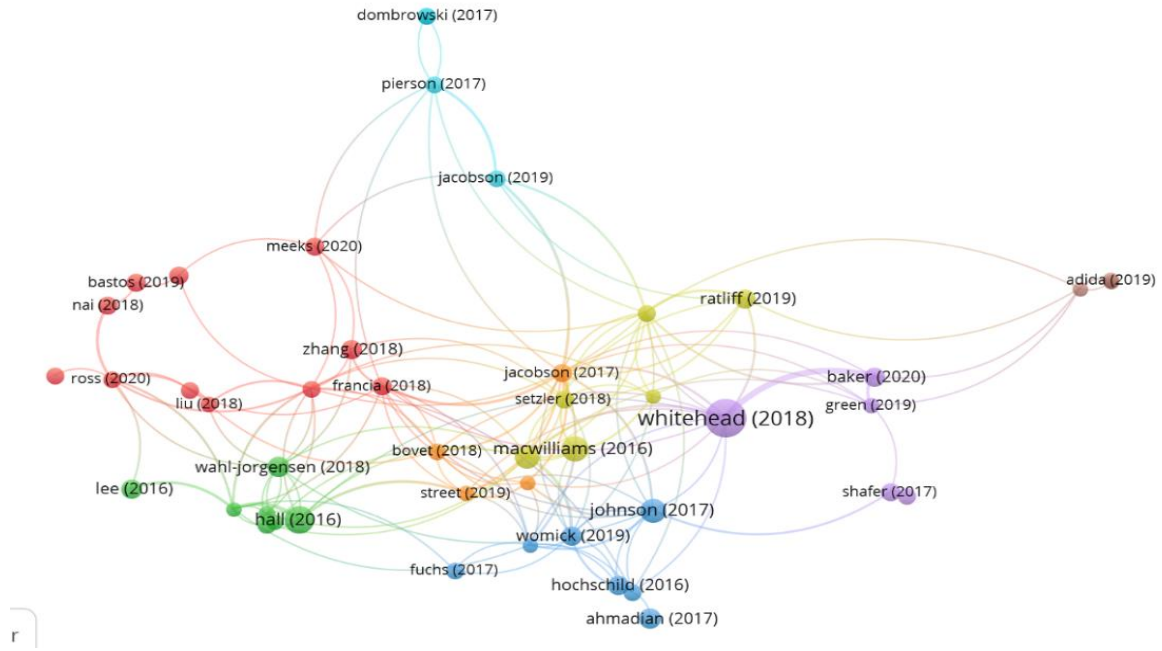 dombrowski (2017)
pierson (2017)
jacobson (2019)
meeks (2020)
bastos (2019)
adida (2019)
nai (2018)
ratliff (2019)
zhang (2018)
ross (2020)
francia (2018)
jacobson (2017)
baker (2020)
liu (2018)
setzler (2018)
green (2019)
whitehead (2018)
bovet (2018)
macwilliams (2016)
wahl-jorgensen (2018)
lee (2016)
street (2019)
shafer (2017)
hall (2016)
johnson (2017)
womick (2019)
fuchs (2017)
hochschild (2016)
ahmadian (2017)
r